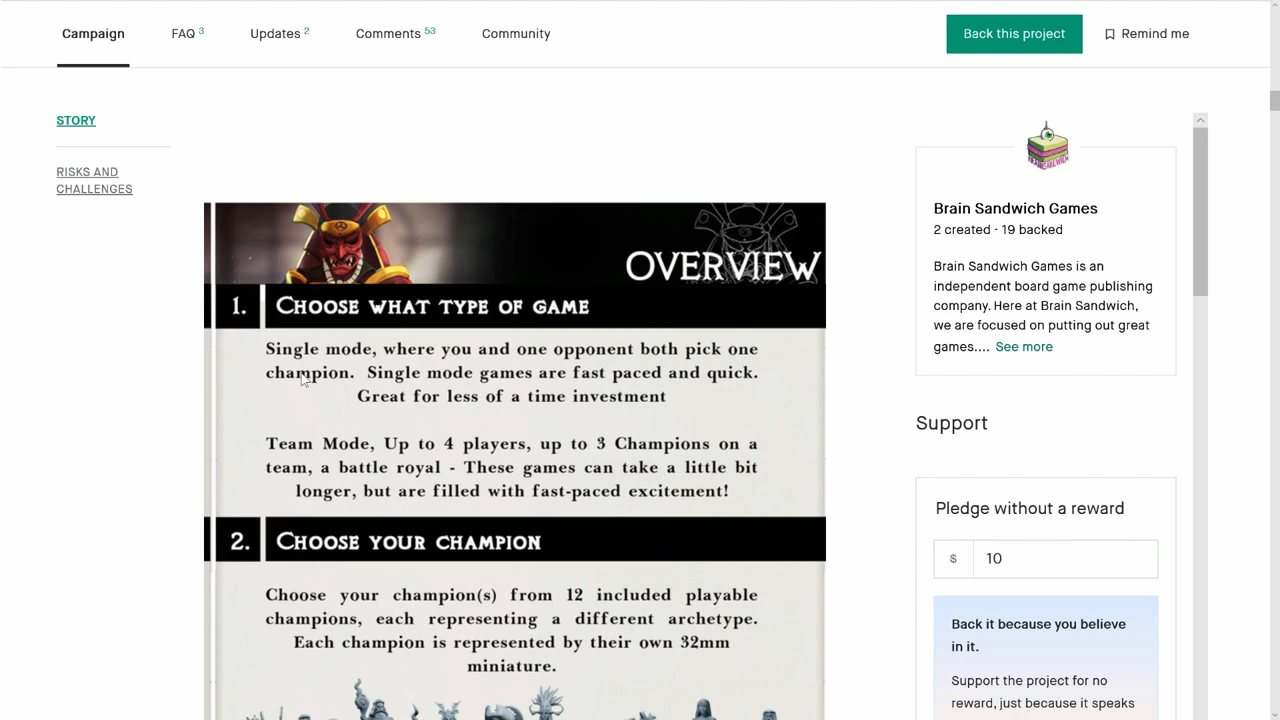 Campaign
FAQ 3
Updates 2
Comments 53
Community
Back this project
Remind me
STORY
RISKS AND
CHALLENGES
OVERVIEW
1. Choose what type of game
Single mode, where you and one opponent both pick one
champion. Single mode games are fast paced and quick.
Great for less of a time investment
Team Mode, Up to 4 players, up to 3 Champions on a
team, a battle royal - These games can take a little bit
longer, but are filled with fast-paced excitement!
2. Choose your champion
Choose your champion(s) from 12 included playable
champions, each representing a different archetype.
Each champion is represented by their own 32mm
miniature.
Brain Sandwich Games
2 created · 19 backed
Brain Sandwich Games is an
independent board game publishing
company. Here at Brain Sandwich,
we are focused on putting out great
games.... See more
Support
Pledge without a reward
$ 10
Back it because you believe
in it.
Support the project for no
reward, just because it speaks